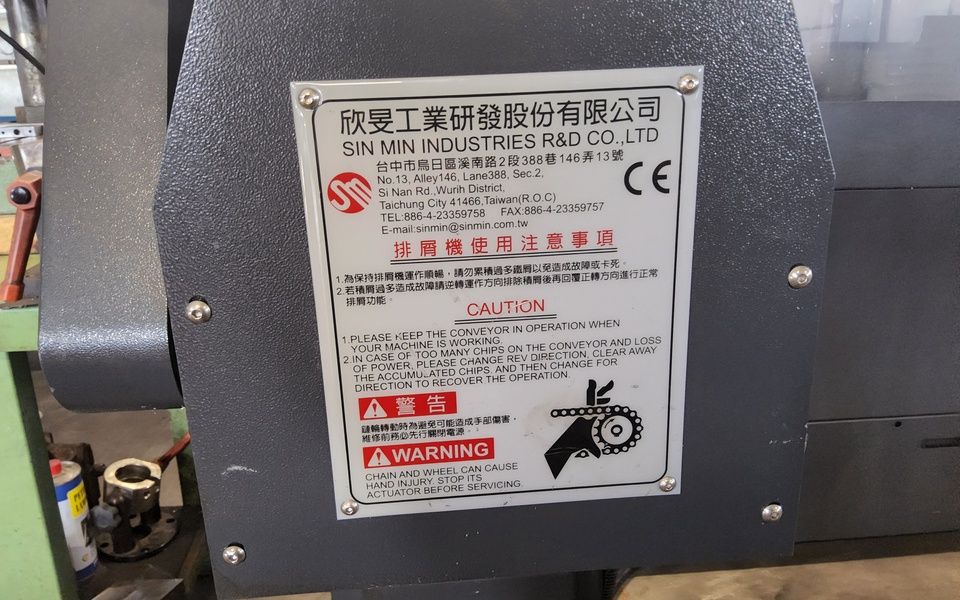 欣旻工業研發股份有限公司
SIN MIN INDUSTRIES R&D CO.,LTD
台中市烏日區溪南路2段388巷146弄13號
No.13, Alley146, Lane388, Sec.2,
Si Nan Rd.,Wurih District,
Taichung City 41466,Taiwan(R.O.C)
TEL:886-4-23359758 FAX:886-4-23359757
E-mail:sinmin@sinmin.com.tw
Sm
CE
排屑機使用注意事項
1.為保持排屑機運作順暢，請勿累積過多鐵屑以免造成故障或卡死。
2.若積屑過多造成故障請逆轉運作方向排除積屑後再回覆正轉方向進行正常
排屑功能。
CAUTION
1.PLEASE KEEP THE CONVEYOR IN OPERATION WHEN
YOUR MACHINE IS WORKING.
2.IN CASE OF TOO MANY CHIPS ON THE CONVEYOR AND LOSS
OF POWER, PLEASE CHANGE REV DIRECTION, CLEAR AWAY
THE ACCUMULATED CHIPS. AND THEN CHANGE FOR
DIRECTION TO RECOVER THE OPERATION.
警告
鏈輪轉動時為避免可能造成手部傷害，
維修前務必先行關閉電源。
WARNING
CHAIN AND WHEEL CAN CAUSE
HAND INJURY. STOP ITS
ACTUATOR BEFORE SERVICING.